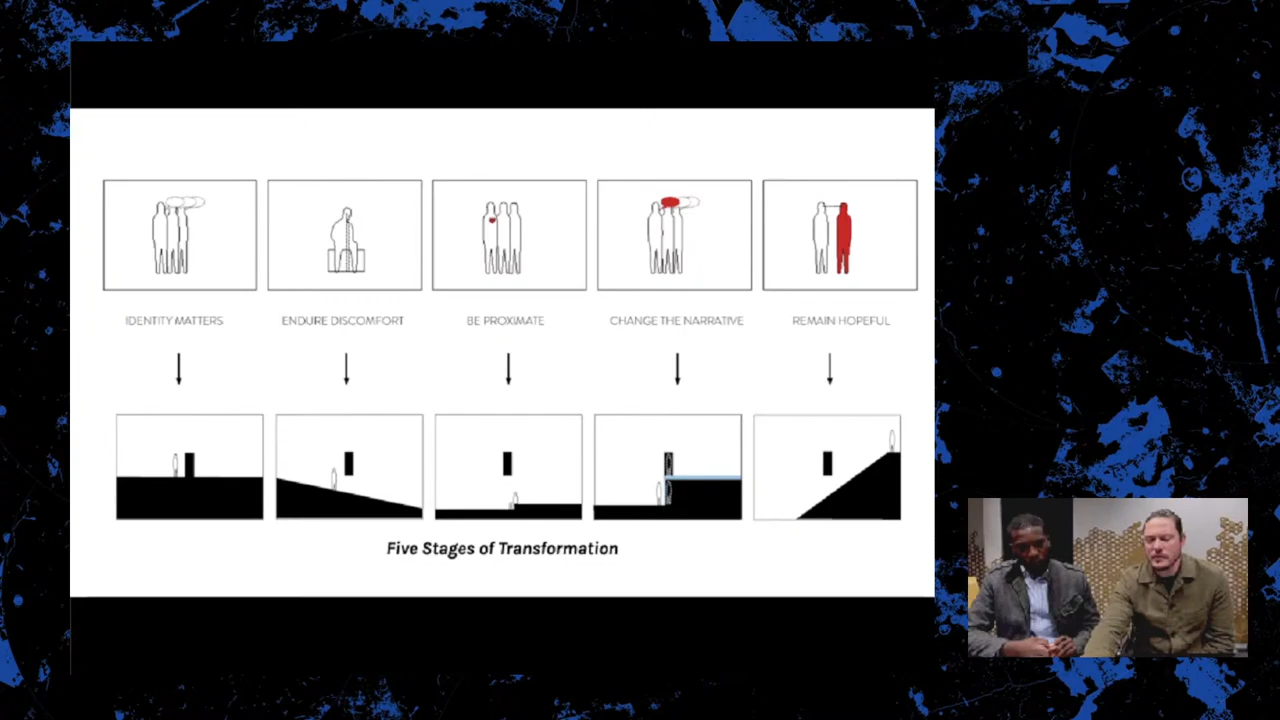 IDENTITY MATTERS
ENDURE DISCOMFORT
BE PROXIMATE
CHANGE THE NARRATIVE
REMAIN HOPEFUL
Five Stages of Transformation